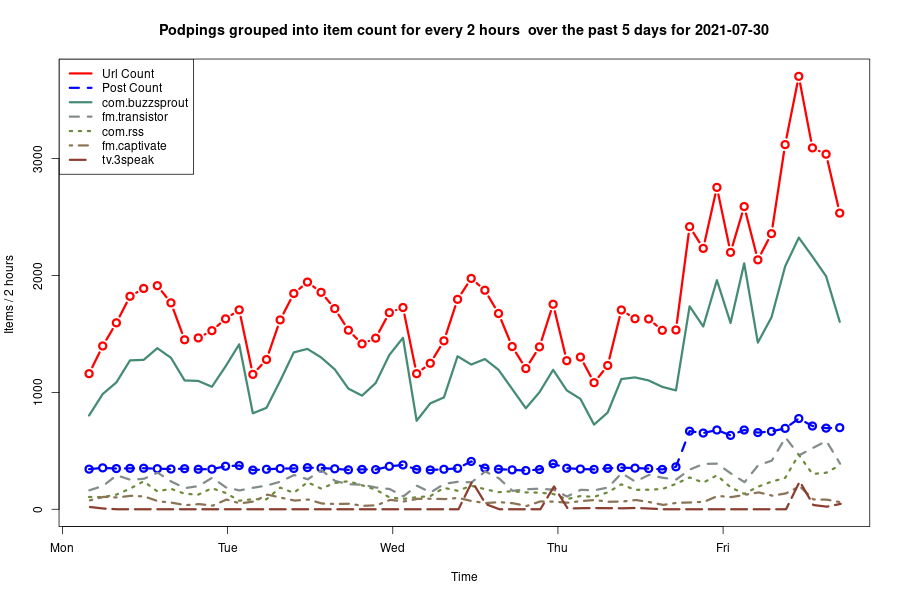 Podpings grouped into item count for every 2 hours  over the past 5 days for 2021-07-30
Url Count
Post Count
com.buzzsprout
fm.transistor
com.rss
fm.captivate
tv.3speak
Items / 2 hours
3000
2000
1000
0
Mon Tue Wed Thu Fri
Time